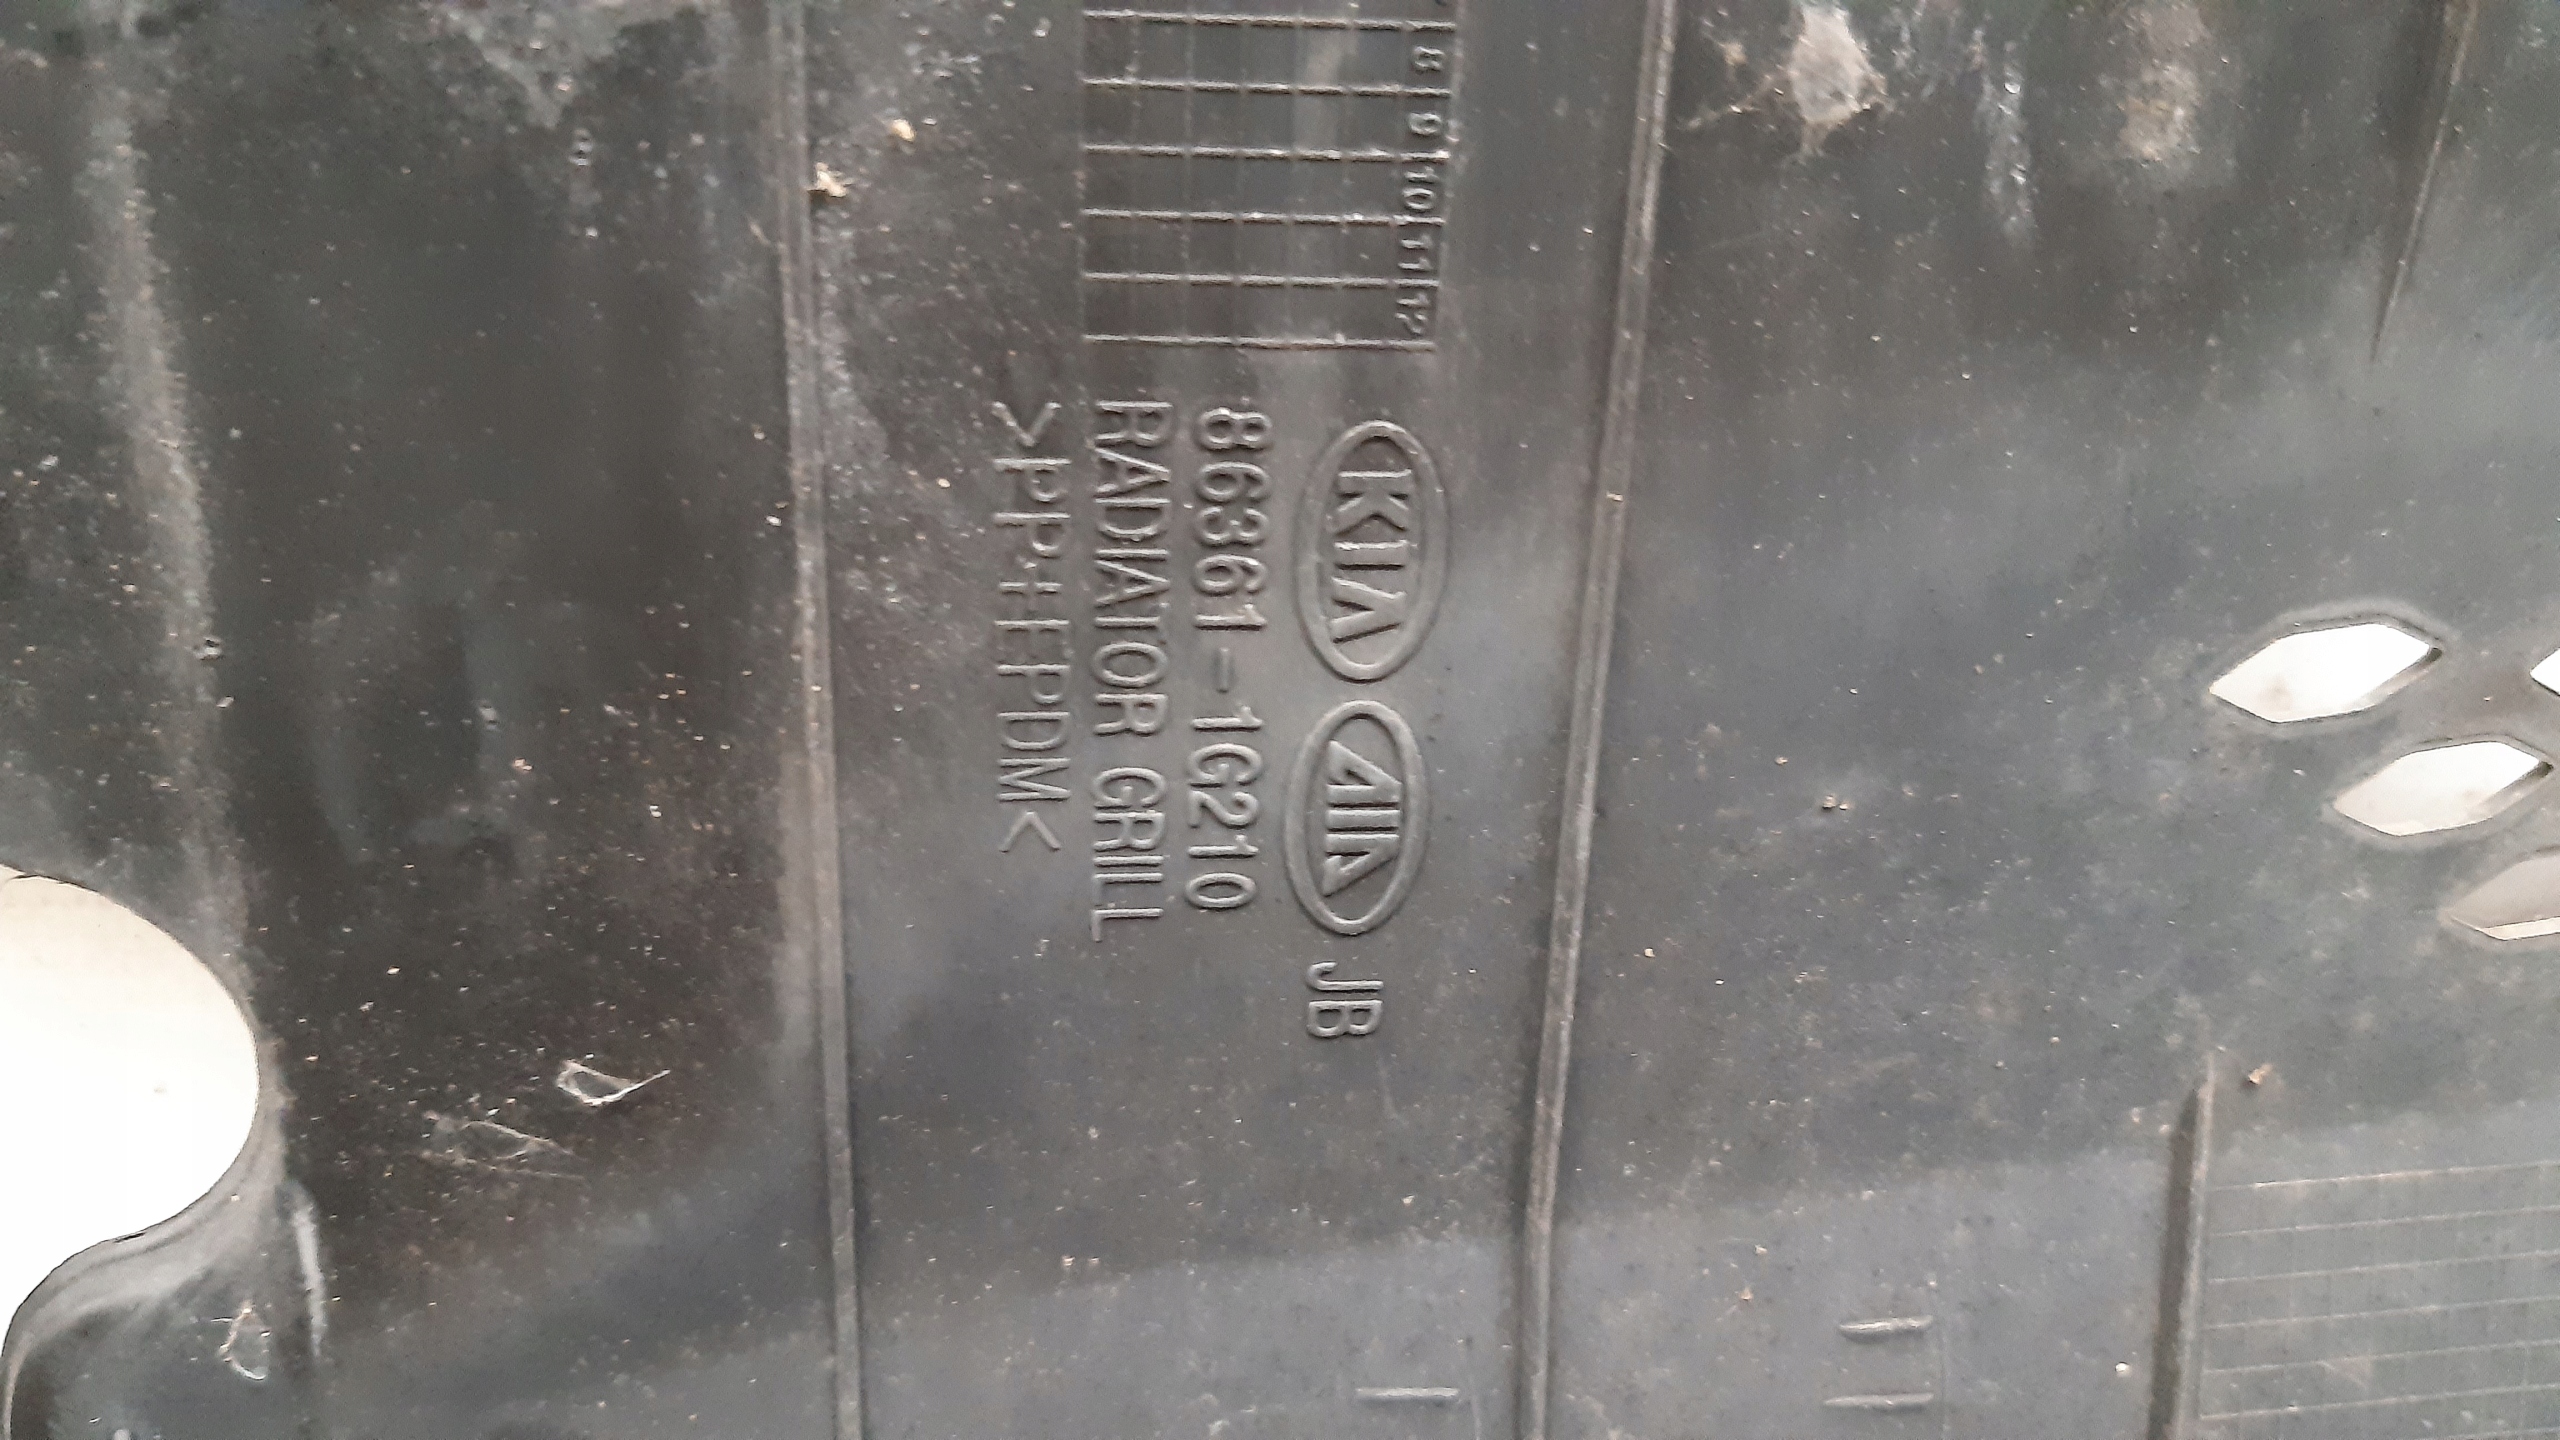 8 9 10 11 12
KIA KIA JB
86361-1G210
RADIATOR GRILL
>PP+EPDM<